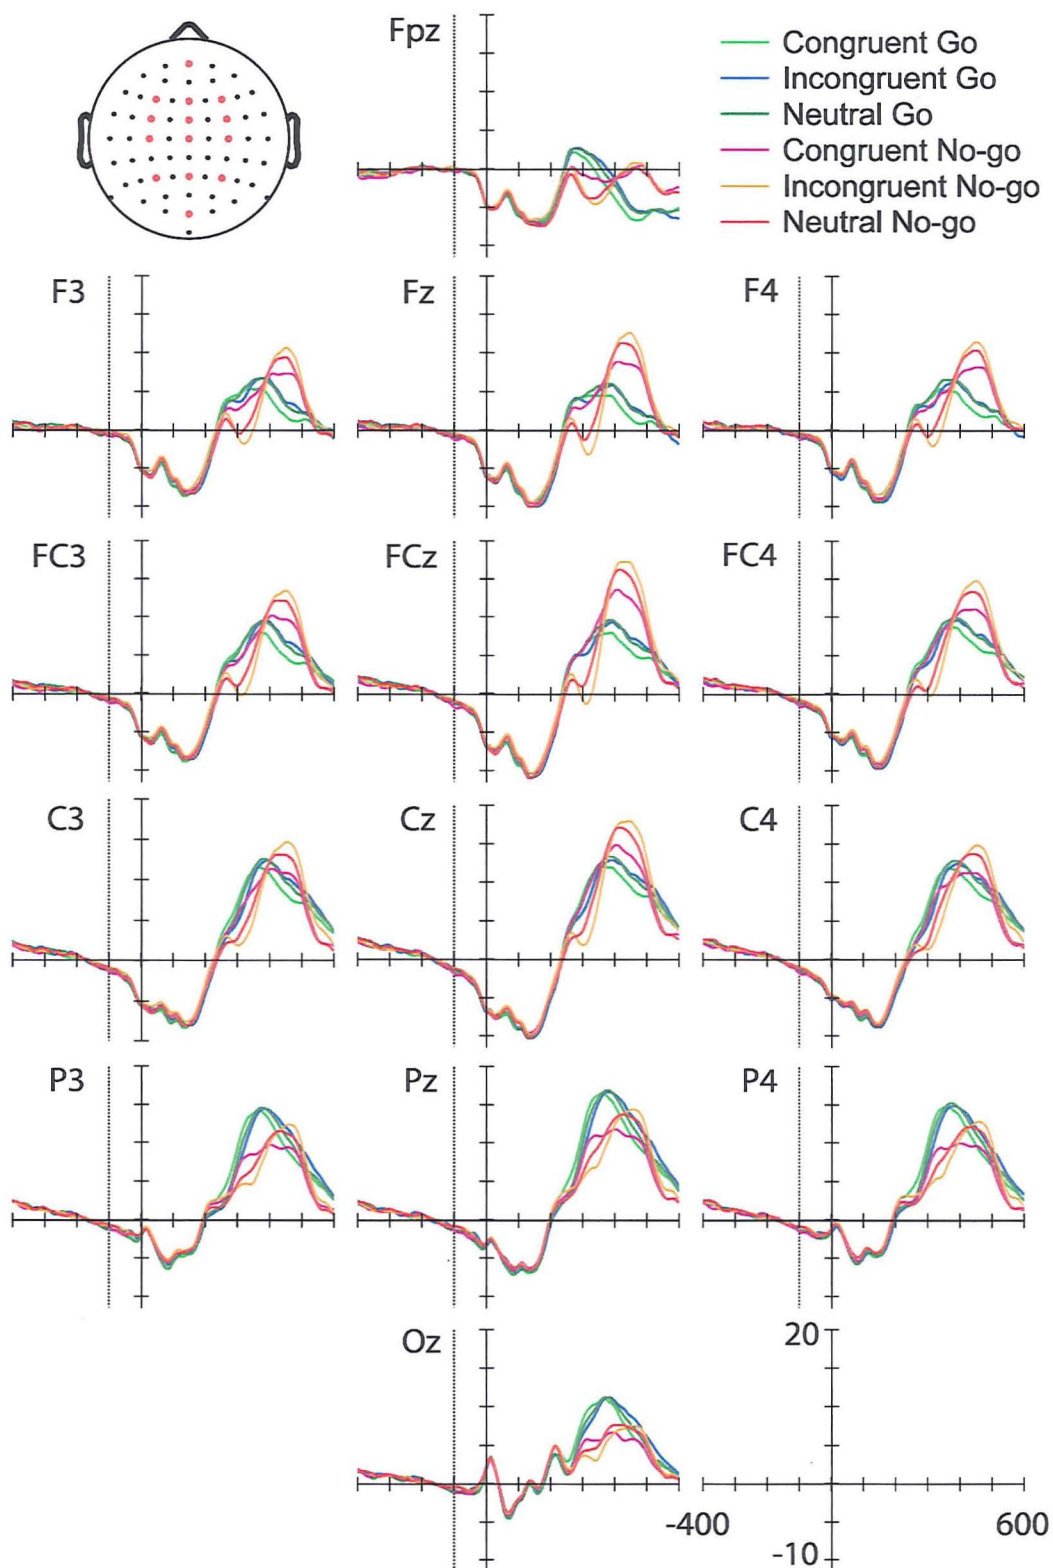 Fpz
Congruent Go
Incongruent Go
Neutral Go
Congruent No-go
Incongruent No-go
Neutral No-go
F3
Fz
F4
FC3
FCz
FC4
C3
Cz
C4
P3
Pz
P4
Oz
20
-400
600
-10